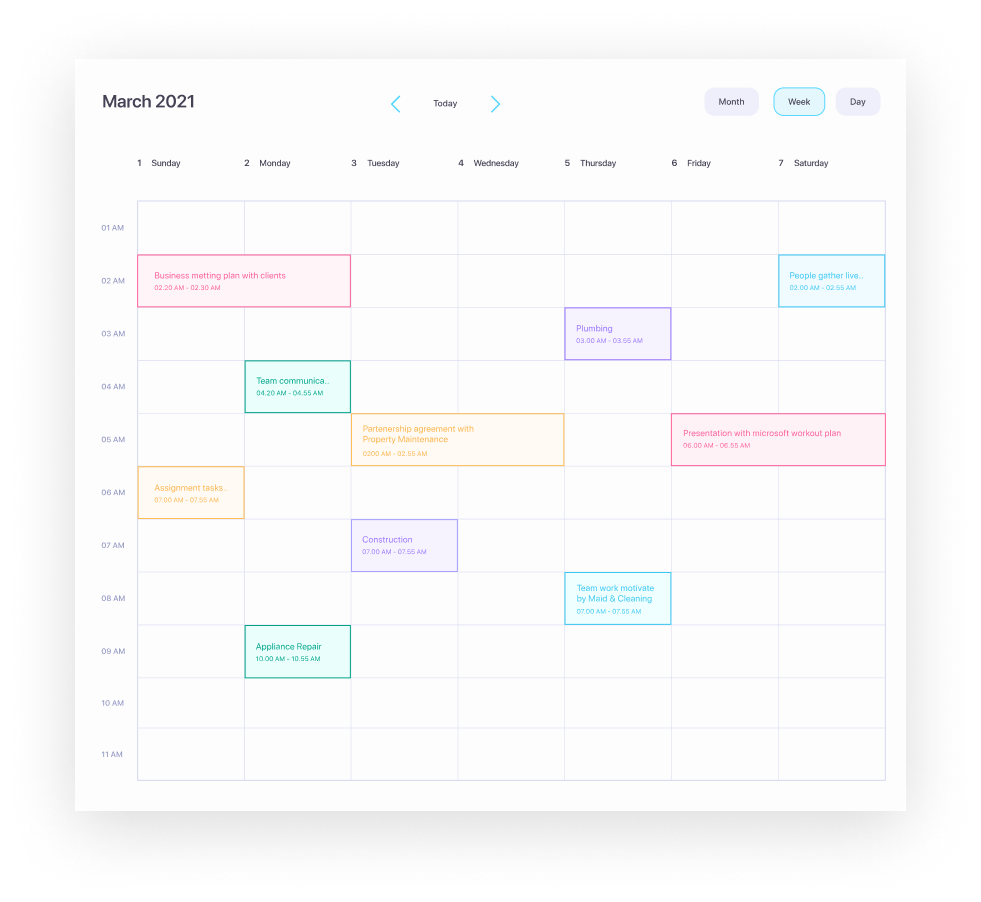 March 2021
Today
Month
Week
Day
1 Sunday
2 Monday
3 Tuesday
4 Wednesday
5 Thursday
6 Friday
7 Saturday
01 AM
02 AM
Business metting plan with clients
02.20 AM - 02.30 AM
People gather live..
02.00 AM - 02.55 AM
03 AM
Plumbing
03.00 AM - 03.55 AM
04 AM
Team communica..
04.20 AM - 04.55 AM
05 AM
Partenership agreement with
Property Maintenance
0200 AM - 02.55 AM
Presentation with microsoft workout plan
06.00 AM - 06.55 AM
06 AM
Assignment tasks..
07.00 AM - 07.55 AM
07 AM
Construction
07.00 AM - 07.55 AM
08 AM
Team work motivate
by Maid & Cleaning
07.00 AM - 07.55 AM
09 AM
Appliance Repair
10.00 AM - 10.55 AM
10 AM
11 AM